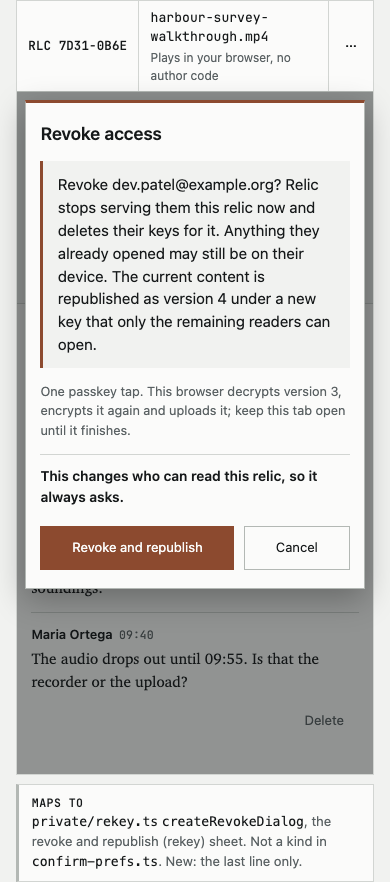 RLC 7D31-0B6E
harbour-survey-
walkthrough.mp4
Plays in your browser, no
author code
...
Revoke access
Revoke dev.patel@example.org? Relic
stops serving them this relic now and
deletes their keys for it. Anything they
already opened may still be on their
device. The current content is
republished as version 4 under a new
key that only the remaining readers can
open.
One passkey tap. This browser decrypts version 3,
encrypts it again and uploads it; keep this tab open
until it finishes.
This changes who can read this relic, so it
always asks.
Revoke and republish
Cancel
soundings.
Maria Ortega 09:40
The audio drops out until 09:55. Is that the
recorder or the upload?
Delete
MAPS TO
private/rekey.ts createRevokeDialog, the
revoke and republish (rekey) sheet. Not a kind in
confirm-prefs.ts. New: the last line only.